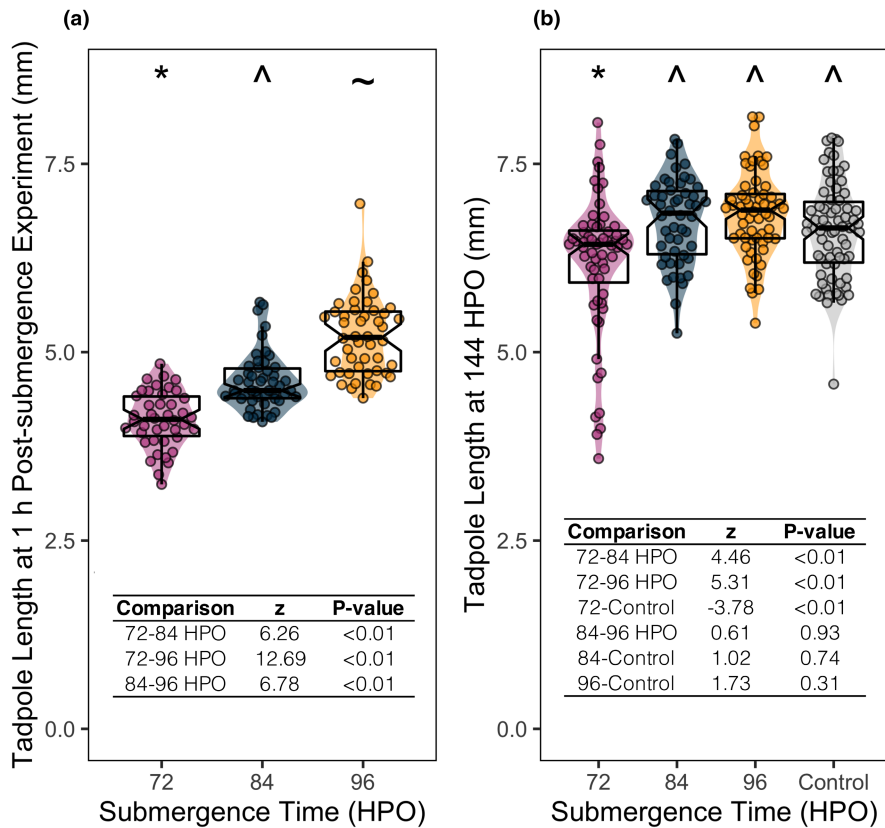 (a)
* ^ ~
Tadpole Length at 1 h Post-submergence Experiment (mm)
7.5
5.0
2.5
0.0
Comparison z P-value
72-84 HPO 6.26 <0.01
72-96 HPO 12.69 <0.01
84-96 HPO 6.78 <0.01
72 84 96
Submergence Time (HPO)
(b)
* ^ ^ ^
Tadpole Length at 144 HPO (mm)
7.5
5.0
2.5
0.0
Comparison z P-value
72-84 HPO 4.46 <0.01
72-96 HPO 5.31 <0.01
72-Control -3.78 <0.01
84-96 HPO 0.61 0.93
84-Control 1.02 0.74
96-Control 1.73 0.31
72 84 96 Control
Submergence Time (HPO)